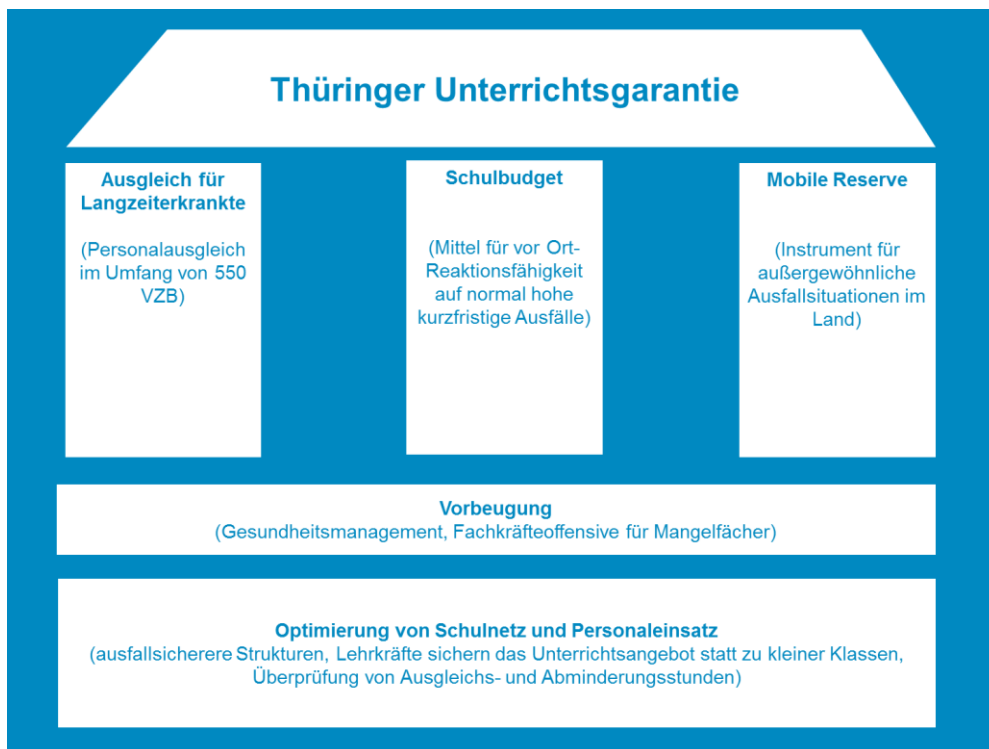 Thüringer Unterrichtsgarantie
Ausgleich für
Langzeiterkrankte
(Personalausgleich
im Umfang von 550
VZB)
Schulbudget
(Mittel für vor Ort-
Reaktionsfähigkeit
auf normal hohe
kurzfristige Ausfälle)
Mobile Reserve
(Instrument für
außergewöhnliche
Ausfallsituationen im
Land)
Vorbeugung
(Gesundheitsmanagement, Fachkräfteoffensive für Mangelfächer)
Optimierung von Schulnetz und Personaleinsatz
(ausfallsicherere Strukturen, Lehrkräfte sichern das Unterrichtsangebot statt zu kleiner Klassen,
Überprüfung von Ausgleichs- und Abminderungsstunden)